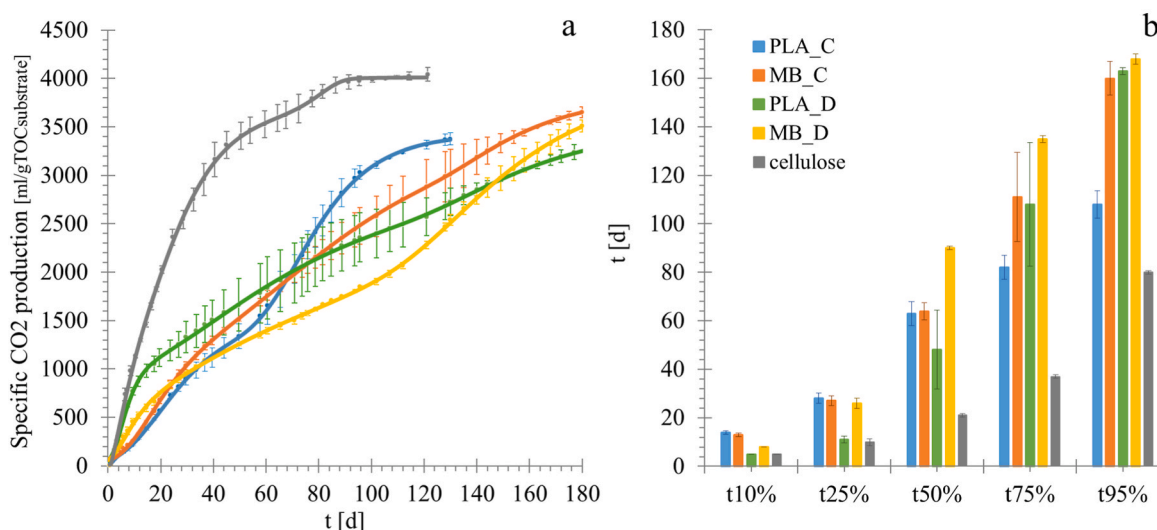 a
Specific CO2 production [ml/gTOCsubstrate]
4500
4000
3500
3000
2500
2000
1500
1000
500
0
0 20 40 60 80 100 120 140 160 180
t [d]
b
t [d]
180
160
140
120
100
80
60
40
20
0
PLA_C
MB_C
PLA_D
MB_D
cellulose
t10% t25% t50% t75% t95%